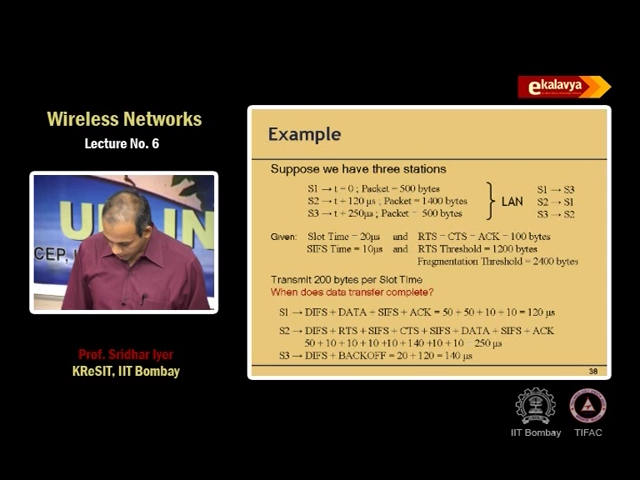 ekalavya
Wireless Networks
Lecture No. 6
Example
Suppose we have three stations
S1 → t = 0 ; Packet = 500 bytes
S2 → t + 120 μs ; Packet = 1400 bytes
S3 → t + 250μs ; Packet = 500 bytes
LAN
S1 → S3
S2 → S1
S3 → S2
Given: Slot Time = 20μs and RTS = CTS = ACK = 100 bytes
SIFS Time = 10μs and RTS Threshold = 1200 bytes
Fragmentation Threshold = 2400 bytes
Transmit 200 bytes per Slot Time
When does data transfer complete?
S1 → DIFS + DATA + SIFS + ACK = 50 + 50 + 10 + 10 = 120 μs
S2 → DIFS + RTS + SIFS + CTS + SIFS + DATA + SIFS + ACK
50 + 10 + 10 + 10 +10 + 140 +10 + 10 = 250 μs
S3 → DIFS + BACKOFF = 20 + 120 = 140 μs
38
CEP,
Prof. Sridhar Iyer
KReSIT, IIT Bombay
IIT Bombay
TIFAC